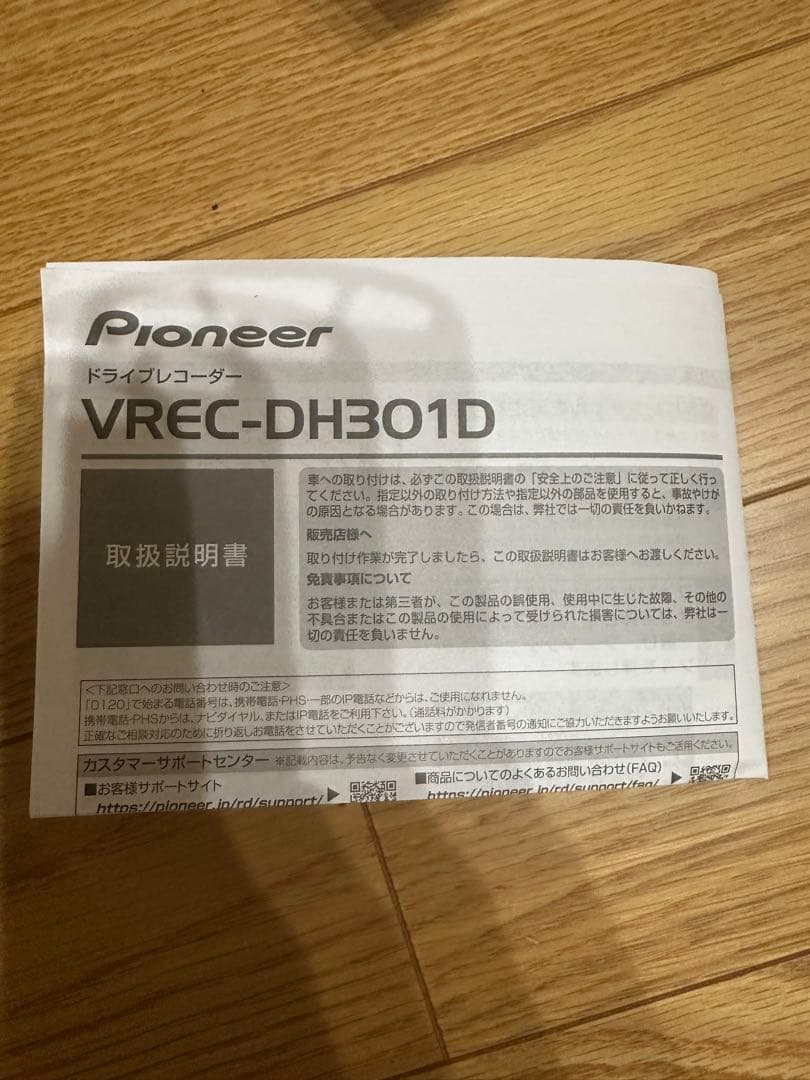 Pioneer
ドライブレコーダー
VREC-DH301D
取扱説明書
車への取り付けは、必ずこの取扱説明書の「安全上のご注意」に従って正しく行っ
てください。指定以外の取り付け方法や指定以外の部品を使用すると、事故やけが
の原因となる場合があります。この場合は、弊社では一切の責任を負いかねます。
販売店様へ
取り付け作業が完了しましたら、この取扱説明書はお客様へお渡しください。
免責事項について
お客様または第三者が、この製品の誤使用、使用中に生じた故障、その他の
不具合またはこの製品の使用によって受けられた損害については、弊社は一
切の責任を負いません。
<下記窓口へのお問い合わせ時のご注意>
「0120」で始まる電話番号は、携帯電話・PHS・一部のIP電話などからは、ご使用になれません。
携帯電話・PHSからは、ナビダイヤル、またはIP電話をご利用下さい。（通話料がかかります）
正確なご相談対応のために折り返しお電話をさせていただくことがございますので発信者番号の通知にご協力いただきますようお願いいたします。
カスタマーサポートセンター ※記載内容は、予告なく変更させていただくことがありますのでお客様サポートサイトもご活用ください。
■お客様サポートサイト
https://pioneer.jp/rd/support/
■商品についてのよくあるお問い合わせ(FAQ)
https://pioneer.jp/rd/support/faq/